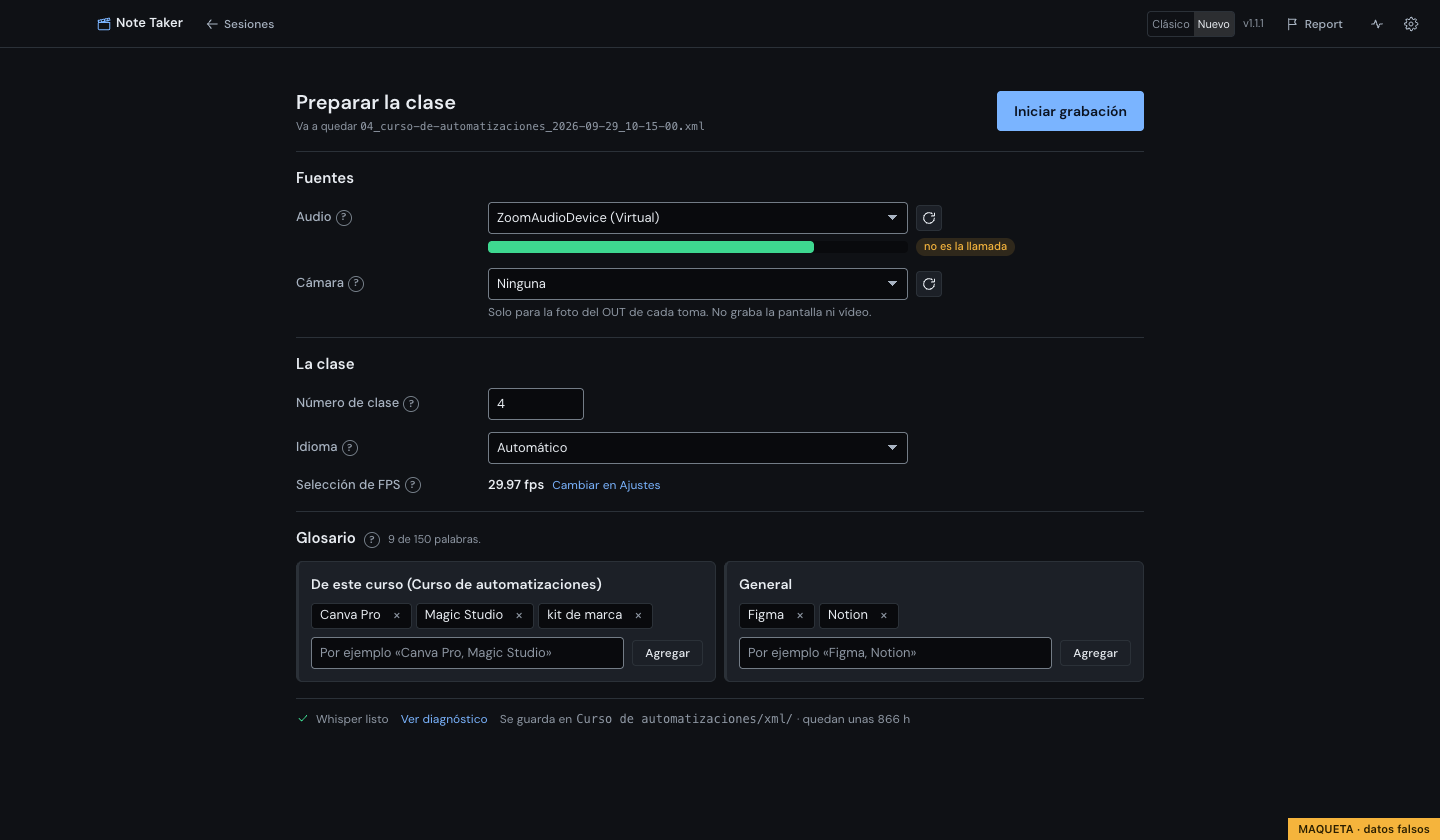 Note Taker
Sesiones
Clásico Nuevo v1.1.1 Report
Preparar la clase
Va a quedar 04_curso-de-automatizaciones_2026-09-29_10-15-00.xml
Iniciar grabación
Fuentes
Audio ?
ZoomAudioDevice (Virtual)
no es la llamada
Cámara ?
Ninguna
Solo para la foto del OUT de cada toma. No graba la pantalla ni vídeo.
La clase
Número de clase ?
4
Idioma ?
Automático
Selección de FPS ?
29.97 fps Cambiar en Ajustes
Glosario ? 9 de 150 palabras.
De este curso (Curso de automatizaciones)
Canva Pro × Magic Studio × kit de marca ×
Por ejemplo «Canva Pro, Magic Studio» Agregar
General
Figma × Notion ×
Por ejemplo «Figma, Notion» Agregar
Whisper listo Ver diagnóstico Se guarda en Curso de automatizaciones/xml/ · quedan unas 866 h
MAQUETA · datos falsos